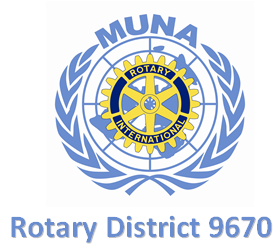 MUNA
ROTARY
INTERNATIONAL
Rotary District 9670